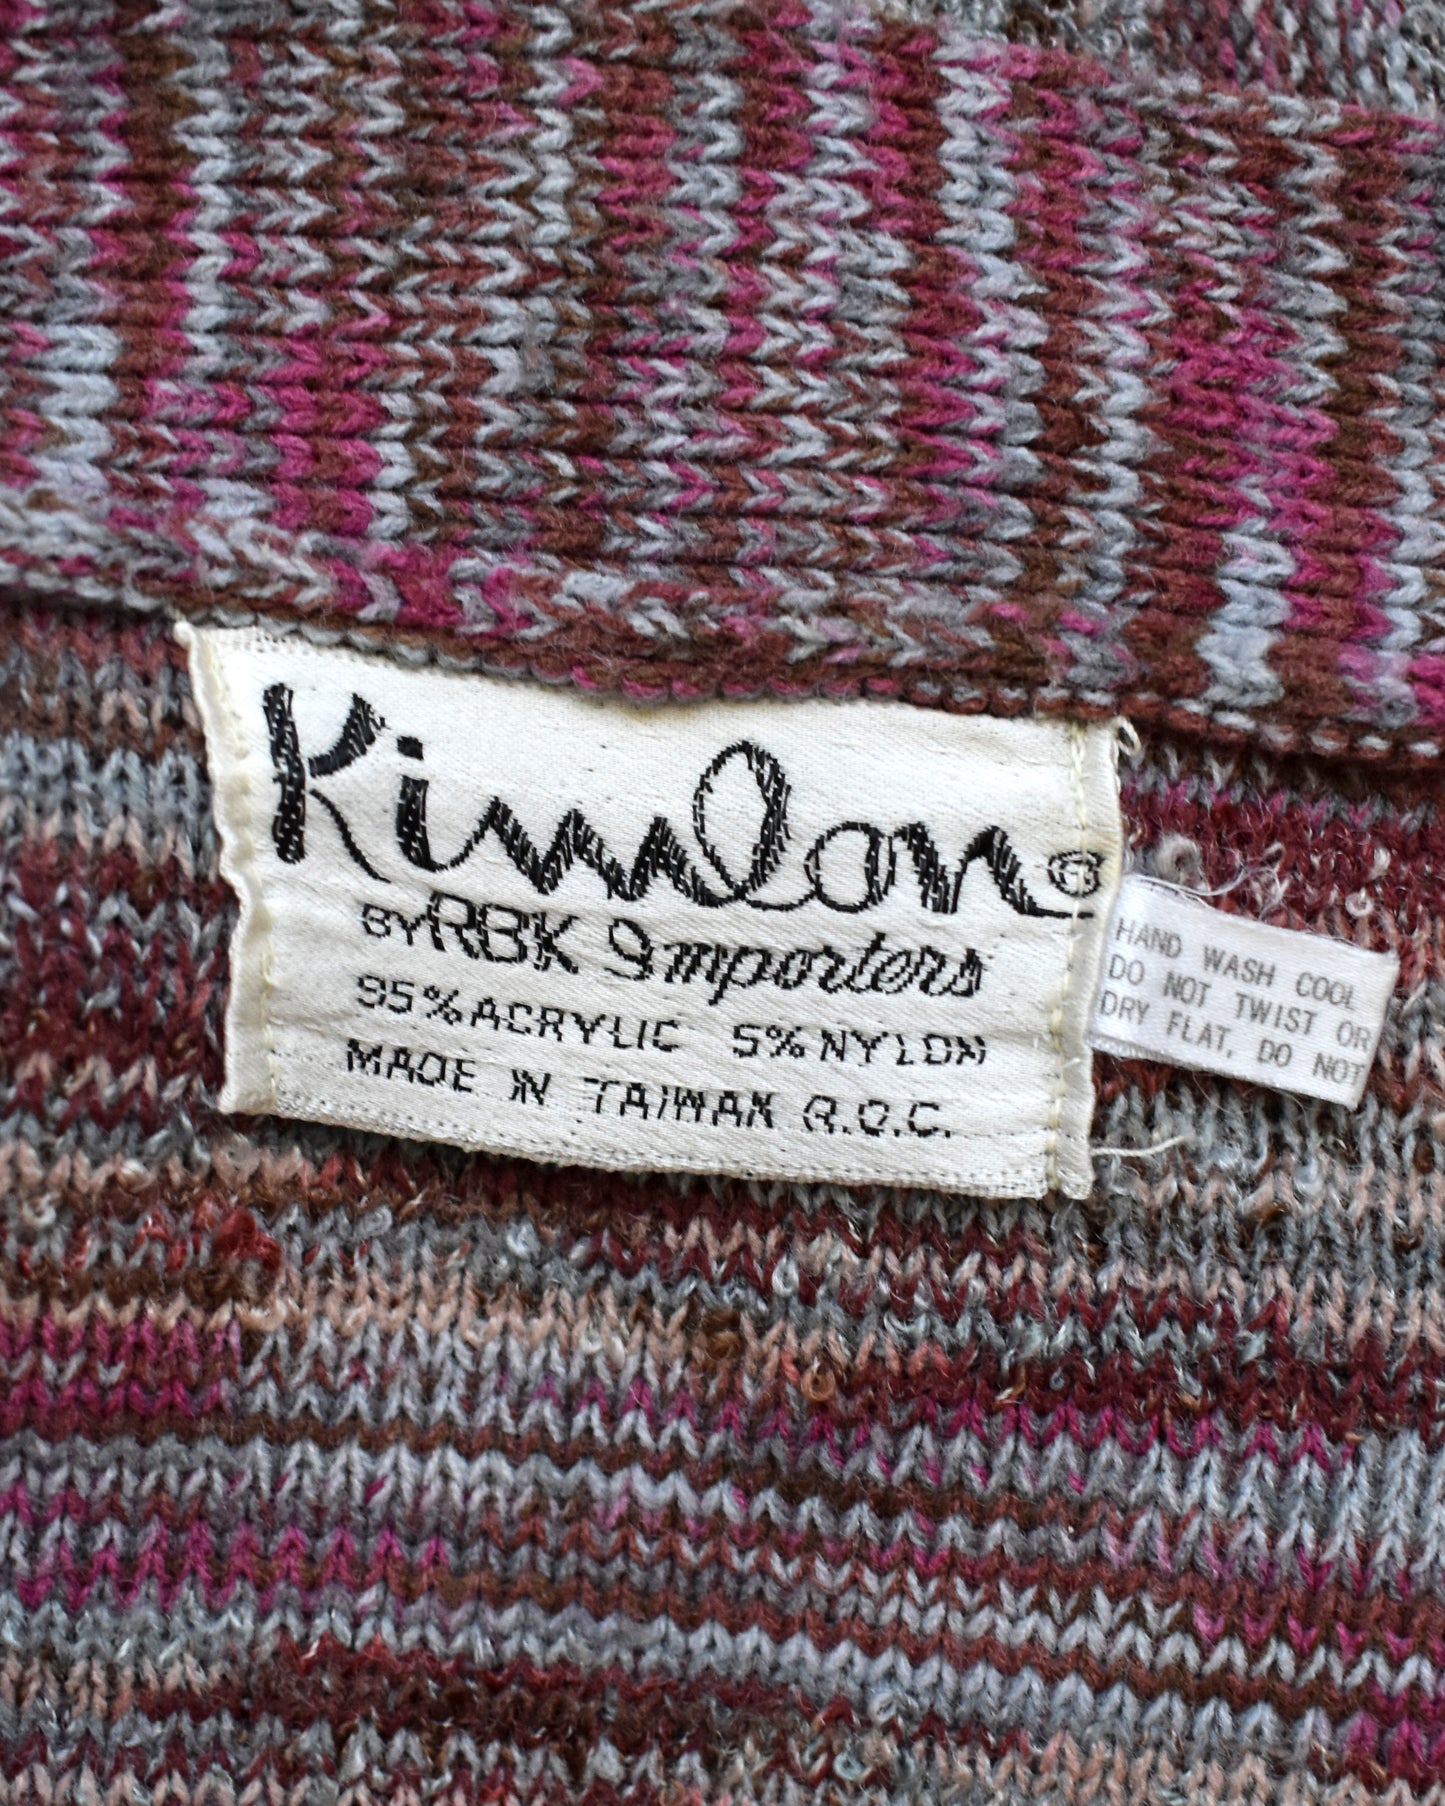 Kimlon ®
BY RBK Importers
95% ACRYLIC 5% NYLON
MADE IN TAIWAN R.O.C.
HAND WASH COOL
DO NOT TWIST OR
DRY FLAT, DO NOT